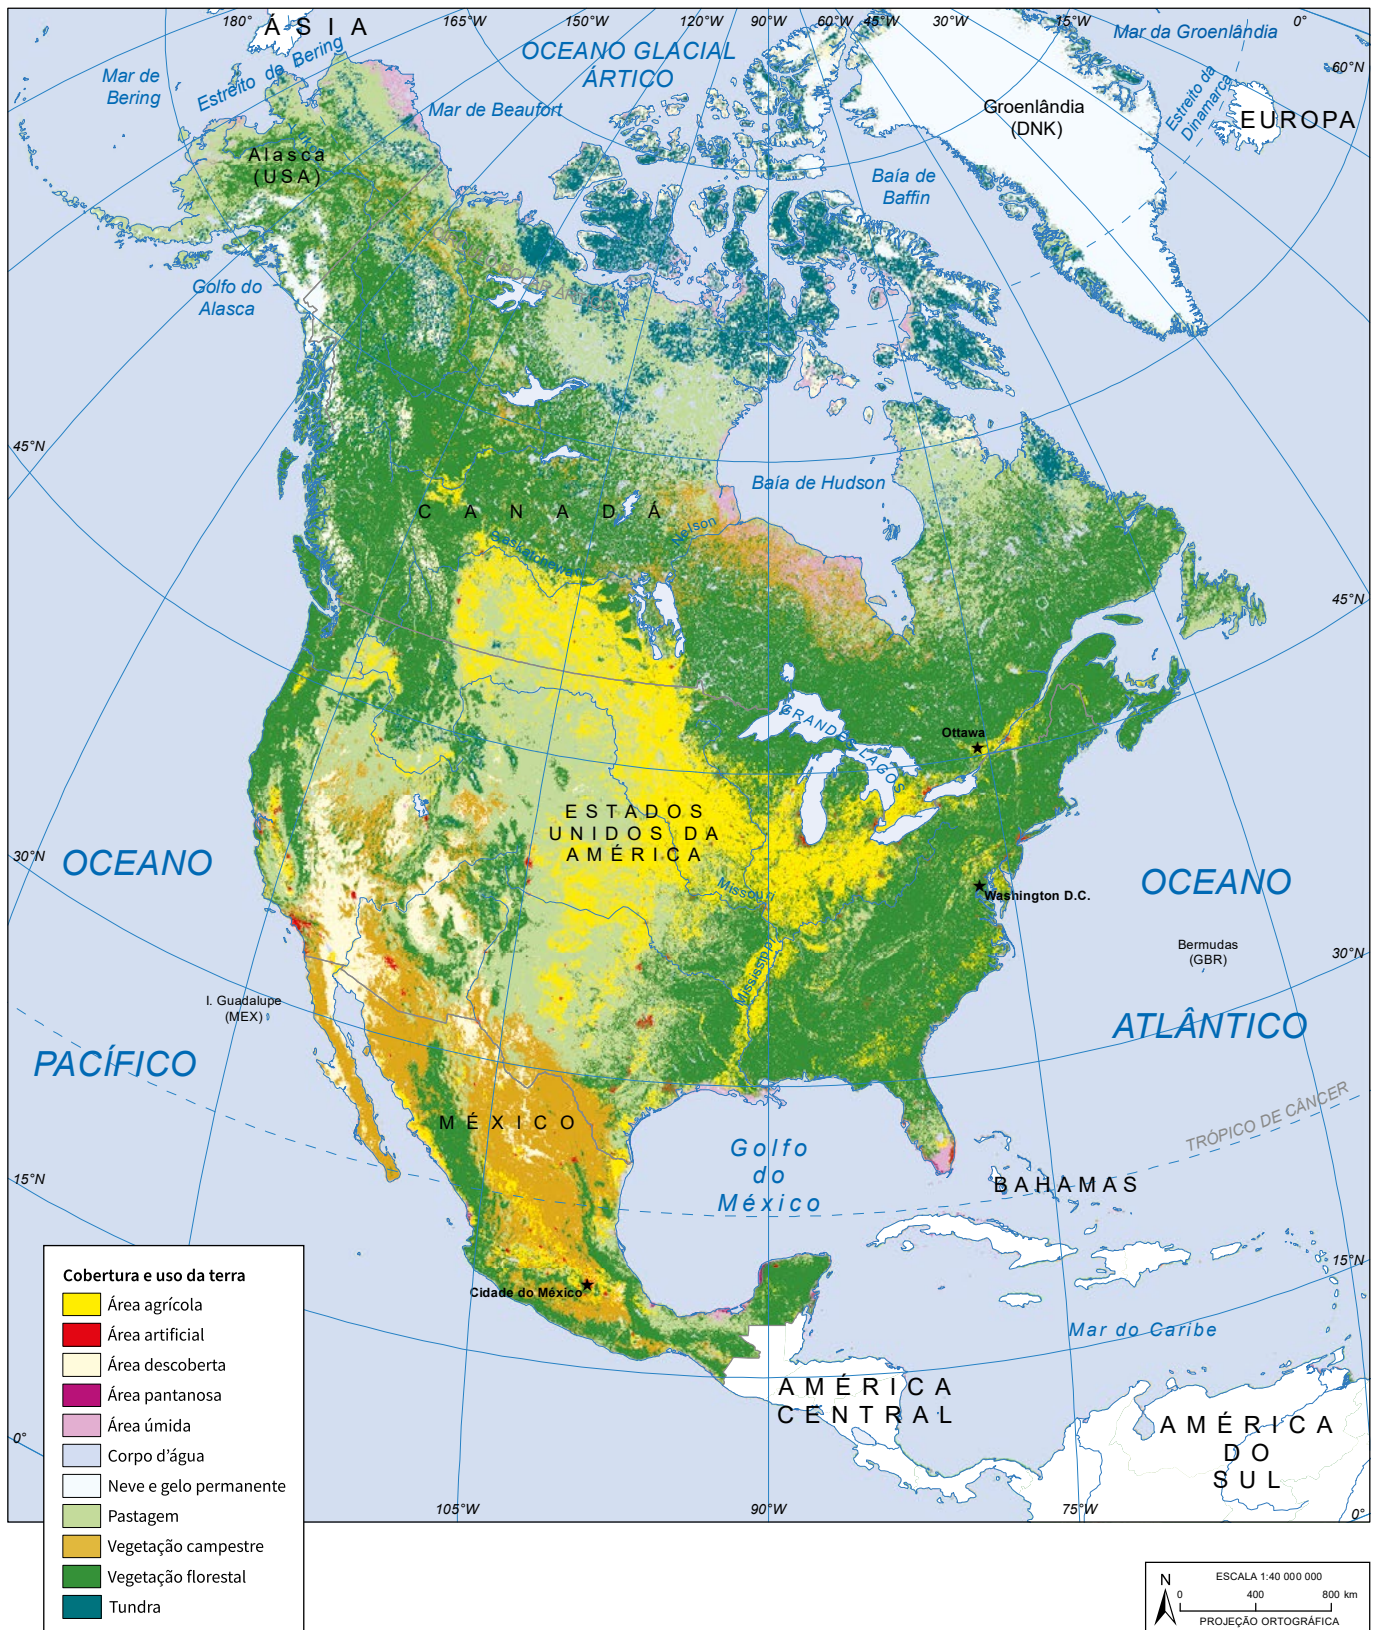 180°
165°W
150°W
120°W
90°W
60°W
45°W
30°W
15°W
0°
ÁSIA
Estreito de Bering
Mar de
Bering
OCEANO GLACIAL
ÁRTICO
Mar de Beaufort
Mar da Groenlândia
60°N
Estreito da
Dinamarca
EUROPA
Groenlândia
(DNK)
Alasca
(USA)
Baía de
Baffin
Golfo do
Alasca
45°N
Baía de Hudson
CANADÁ
Nelson
Saskatchewan
45°N
GRANDES LAGOS
Ottawa
ESTADOS
UNIDOS DA
AMÉRICA
30°N
OCEANO
Missouri
Washington D.C.
OCEANO
Mississippi
Bermudas
(GBR)
30°N
I. Guadalupe
(MEX)
ATLÂNTICO
PACÍFICO
TRÓPICO DE CÂNCER
MÉXICO
Golfo
do
México
15°N
BAHAMAS
15°N
Cidade do México
Mar do Caribe
AMÉRICA
CENTRAL
AMÉRICA
DO
SUL
0°
105°W
90°W
75°W
0°
Cobertura e uso da terra
Área agrícola
Área artificial
Área descoberta
Área pantanosa
Área úmida
Corpo d’água
Neve e gelo permanente
Pastagem
Vegetação campestre
Vegetação florestal
Tundra
N
ESCALA 1:40 000 000
0 400 800 km
PROJEÇÃO ORTOGRÁFICA